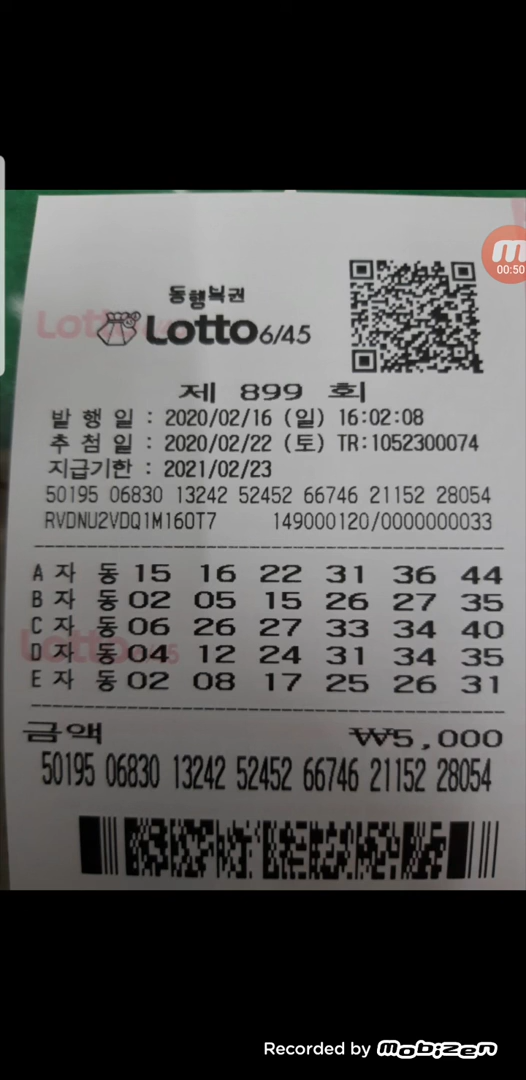 00:50
동행복권
Lotto 6/45
제 899 회
발 행 일 : 2020/02/16 (일) 16:02:08
추 첨 일 : 2020/02/22 (토) TR:1052300074
지급기한 : 2021/02/23
50195 06830 13242 52452 66746 21152 28054
RVDNU2VDQ1M160T7 149000120/0000000033
A 자 동 15 16 22 31 36 44
B 자 동 02 05 15 26 27 35
C 자 동 06 26 27 33 34 40
D 자 동 04 12 24 31 34 35
E 자 동 02 08 17 25 26 31
금액 ₩5,000
50195 06830 13242 52452 66746 21152 28054
Recorded by Mobizen